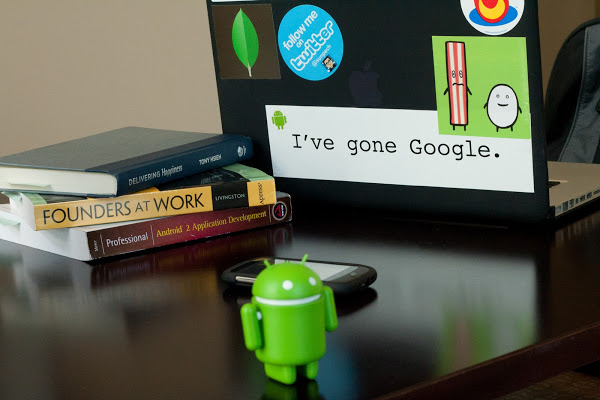 follow me
on
twitter
DELIVERING HAPPINESS TONY HSIEH
FOUNDERS AT WORK LIVINGSTON
Professional Android 2 Application Development
I've gone Google.